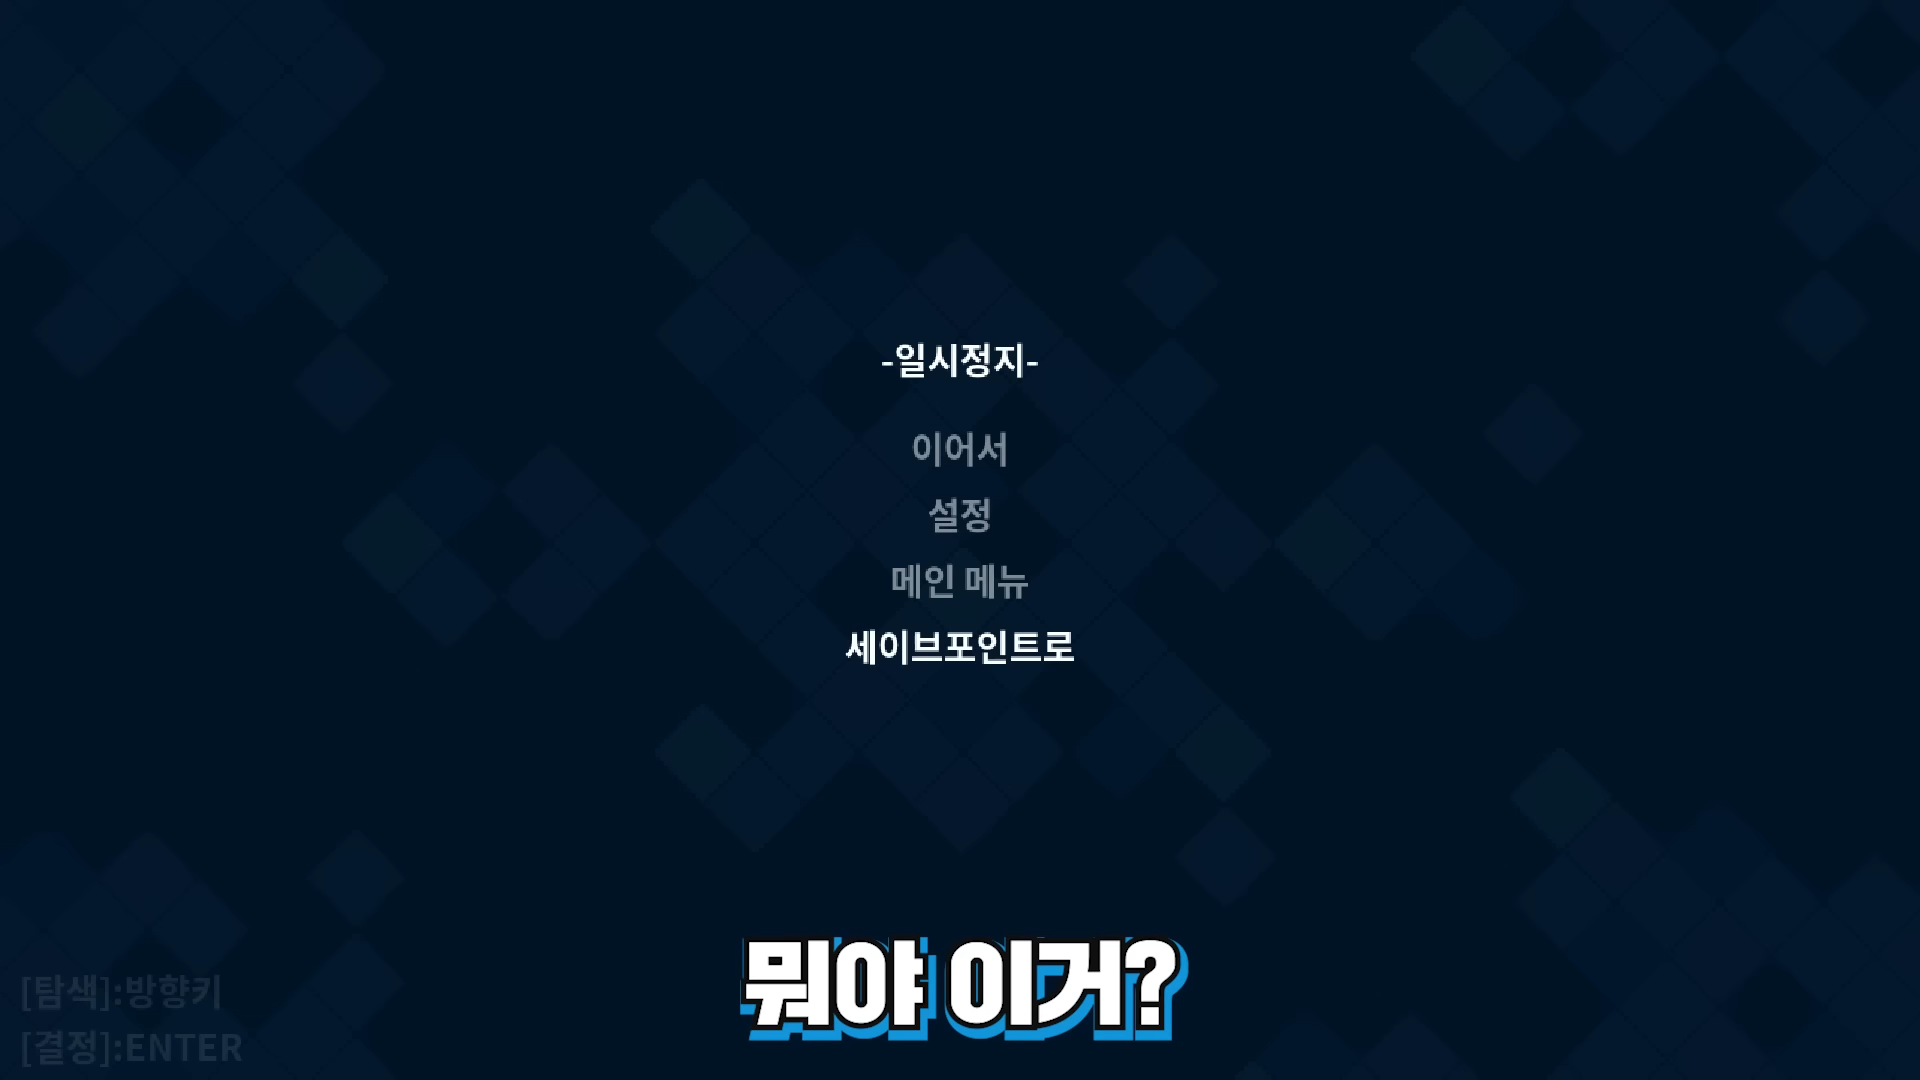 -일시정지-
이어서
설정
메인 메뉴
세이브포인트로
뭐야 이거?
[탐색]:방향키
[결정]:ENTER